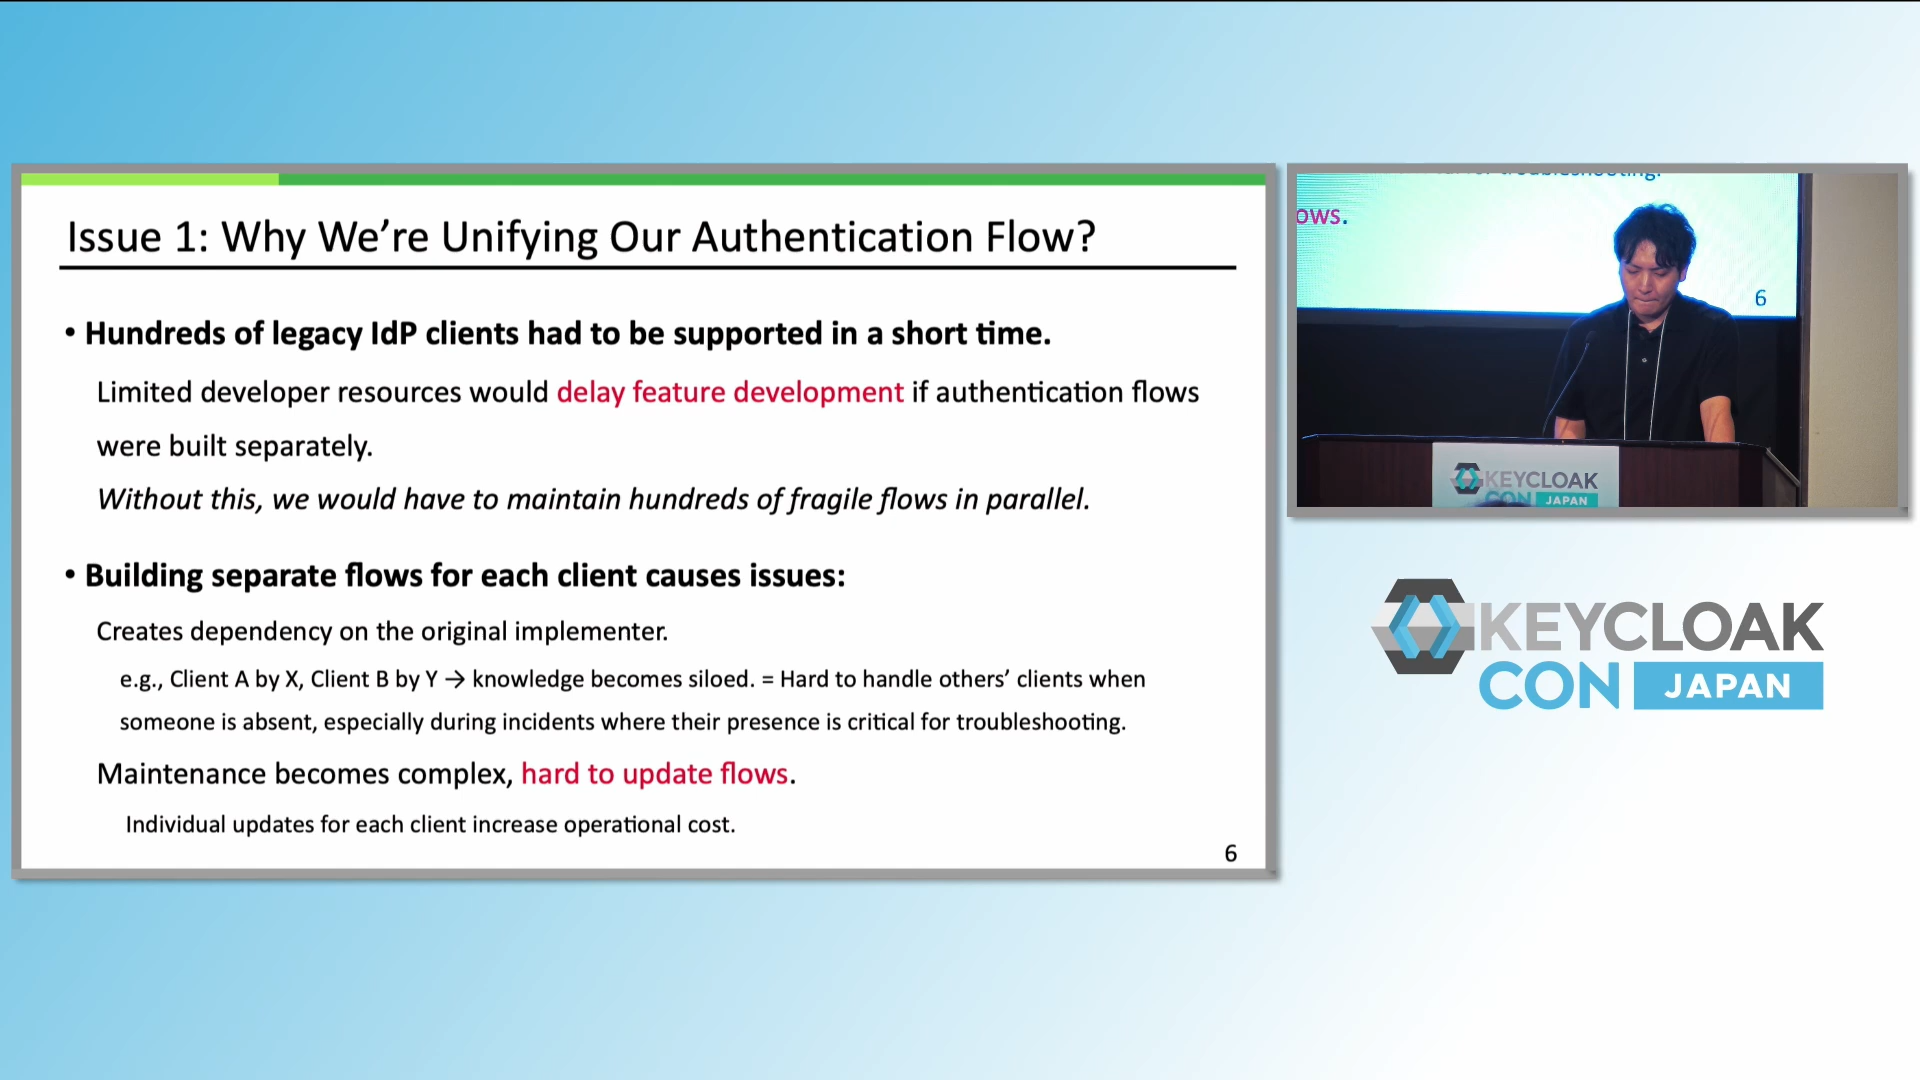 Issue 1: Why We're Unifying Our Authentication Flow?
• Hundreds of legacy IdP clients had to be supported in a short time.
Limited developer resources would delay feature development if authentication flows
were built separately.
Without this, we would have to maintain hundreds of fragile flows in parallel.
• Building separate flows for each client causes issues:
Creates dependency on the original implementer.
e.g., Client A by X, Client B by Y → knowledge becomes siloed. = Hard to handle others' clients when
someone is absent, especially during incidents where their presence is critical for troubleshooting.
Maintenance becomes complex, hard to update flows.
Individual updates for each client increase operational cost.
6
troubleshooting.
ows.
6
KEYCLOAK
CON JAPAN
KEYCLOAK
CON JAPAN